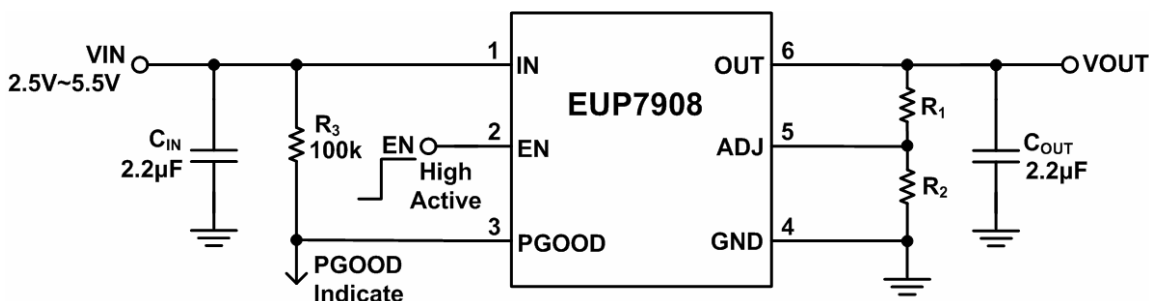 VIN
2.5V~5.5V
1
IN
OUT
6
VOUT
EUP7908
R1
CIN
2.2µF
R3
100k
EN
2
EN
High
Active
ADJ
5
COUT
2.2µF
R2
3
PGOOD
GND
4
PGOOD
Indicate